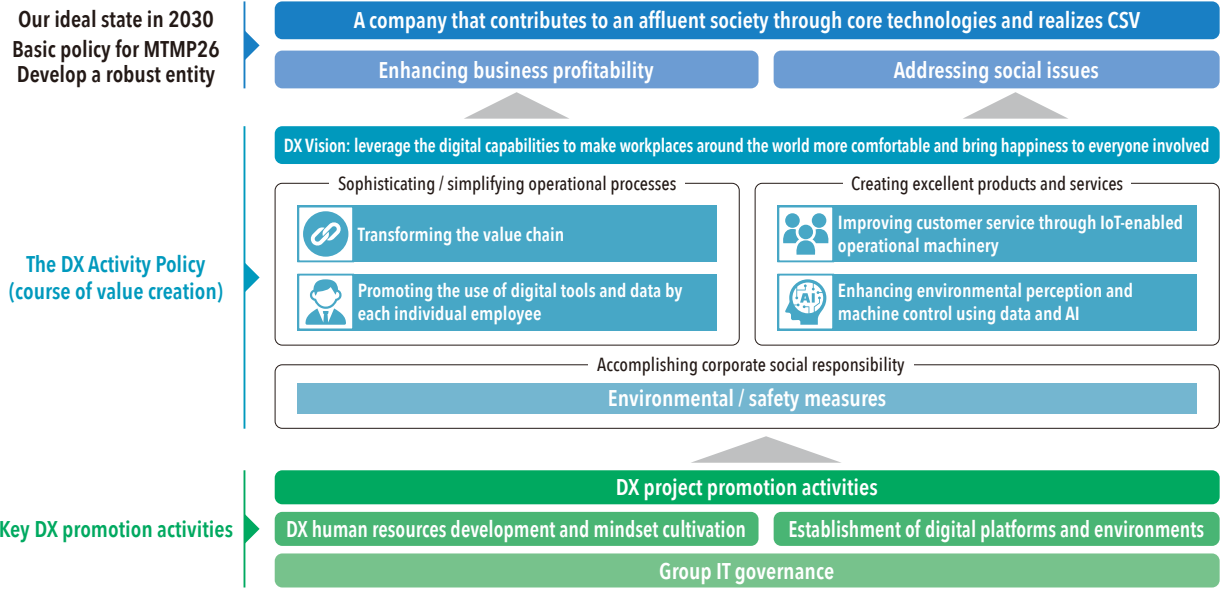 Our ideal state in 2030
Basic policy for MTMP26
Develop a robust entity
A company that contributes to an affluent society through core technologies and realizes CSV
Enhancing business profitability
Addressing social issues
The DX Activity Policy
(course of value creation)
DX Vision: leverage the digital capabilities to make workplaces around the world more comfortable and bring happiness to everyone involved
Sophisticating / simplifying operational processes
Transforming the value chain
Promoting the use of digital tools and data by
each individual employee
Creating excellent products and services
Improving customer service through IoT-enabled
operational machinery
AI
Enhancing environmental perception and
machine control using data and AI
Accomplishing corporate social responsibility
Environmental / safety measures
Key DX promotion activities
DX project promotion activities
DX human resources development and mindset cultivation
Establishment of digital platforms and environments
Group IT governance